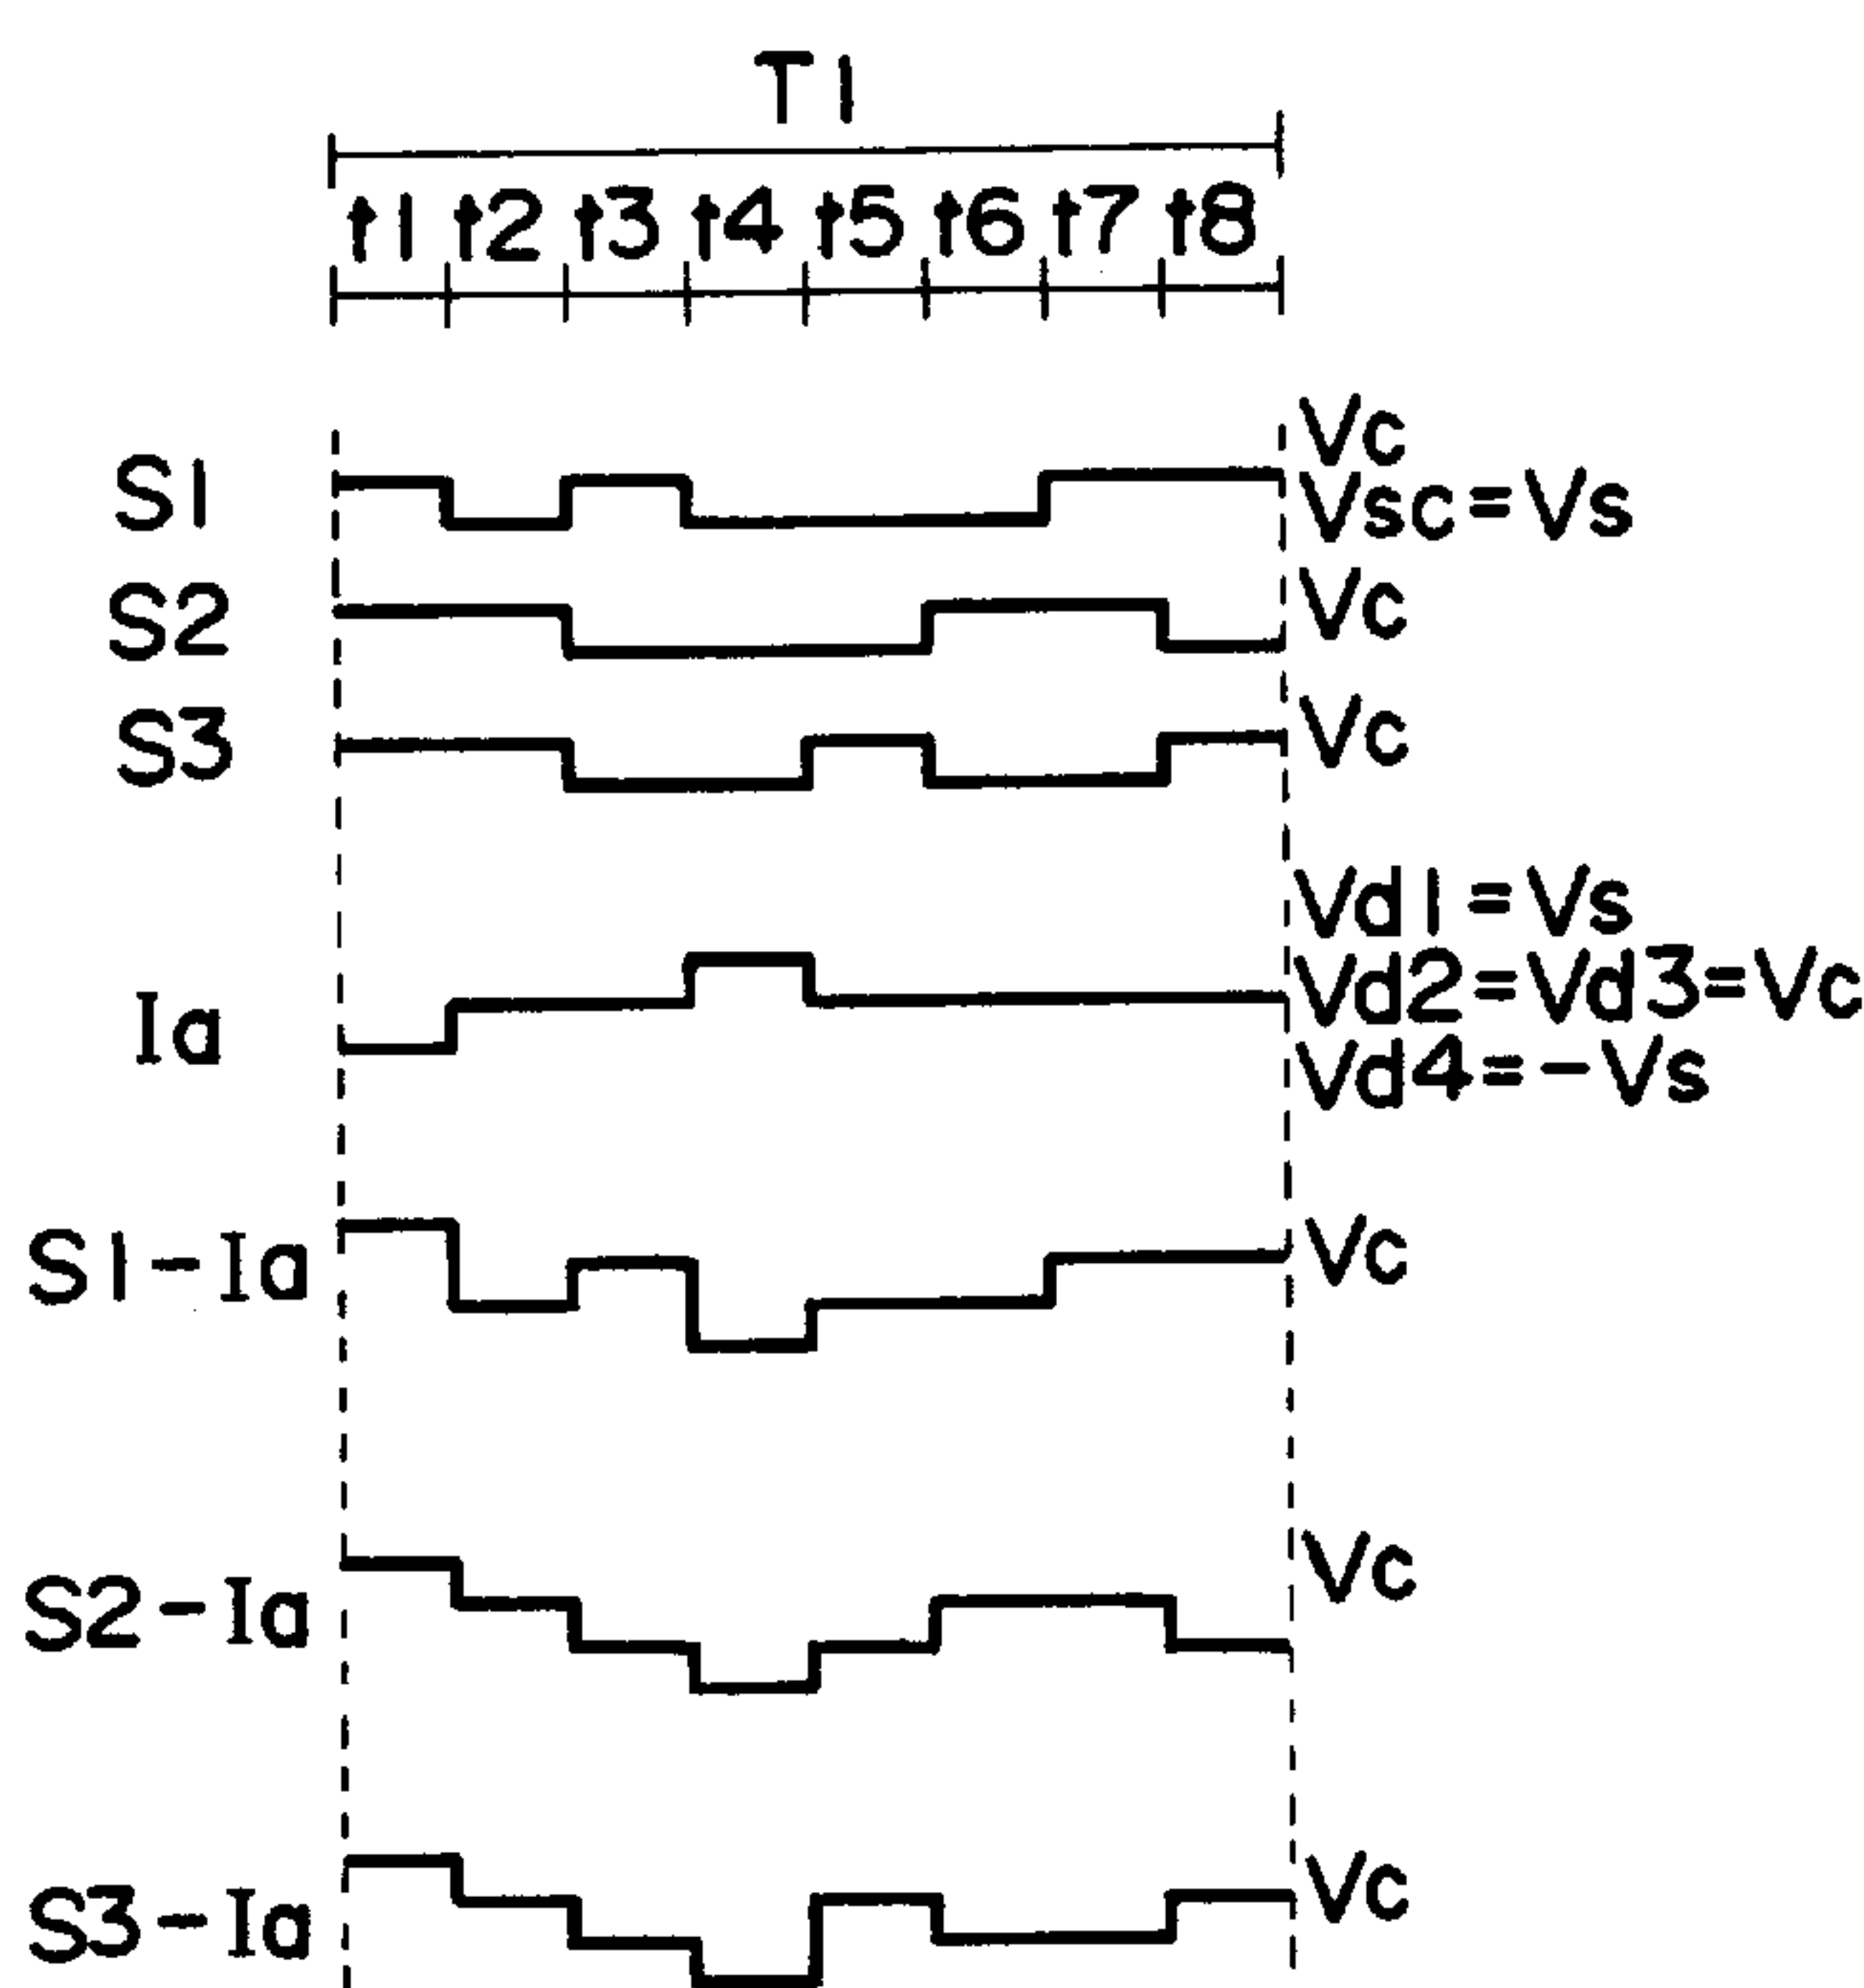 T1
t1 t2 t3 t4 t5 t6 t7 t8
S1
Vc
Vsc=Vs
S2
Vc
S3
Vc
Ia
Vd1=Vs
Vd2=Vd3=Vc
Vd4=-Vs
S1-Ia
Vc
S2-Ia
Vc
S3-Ia
Vc